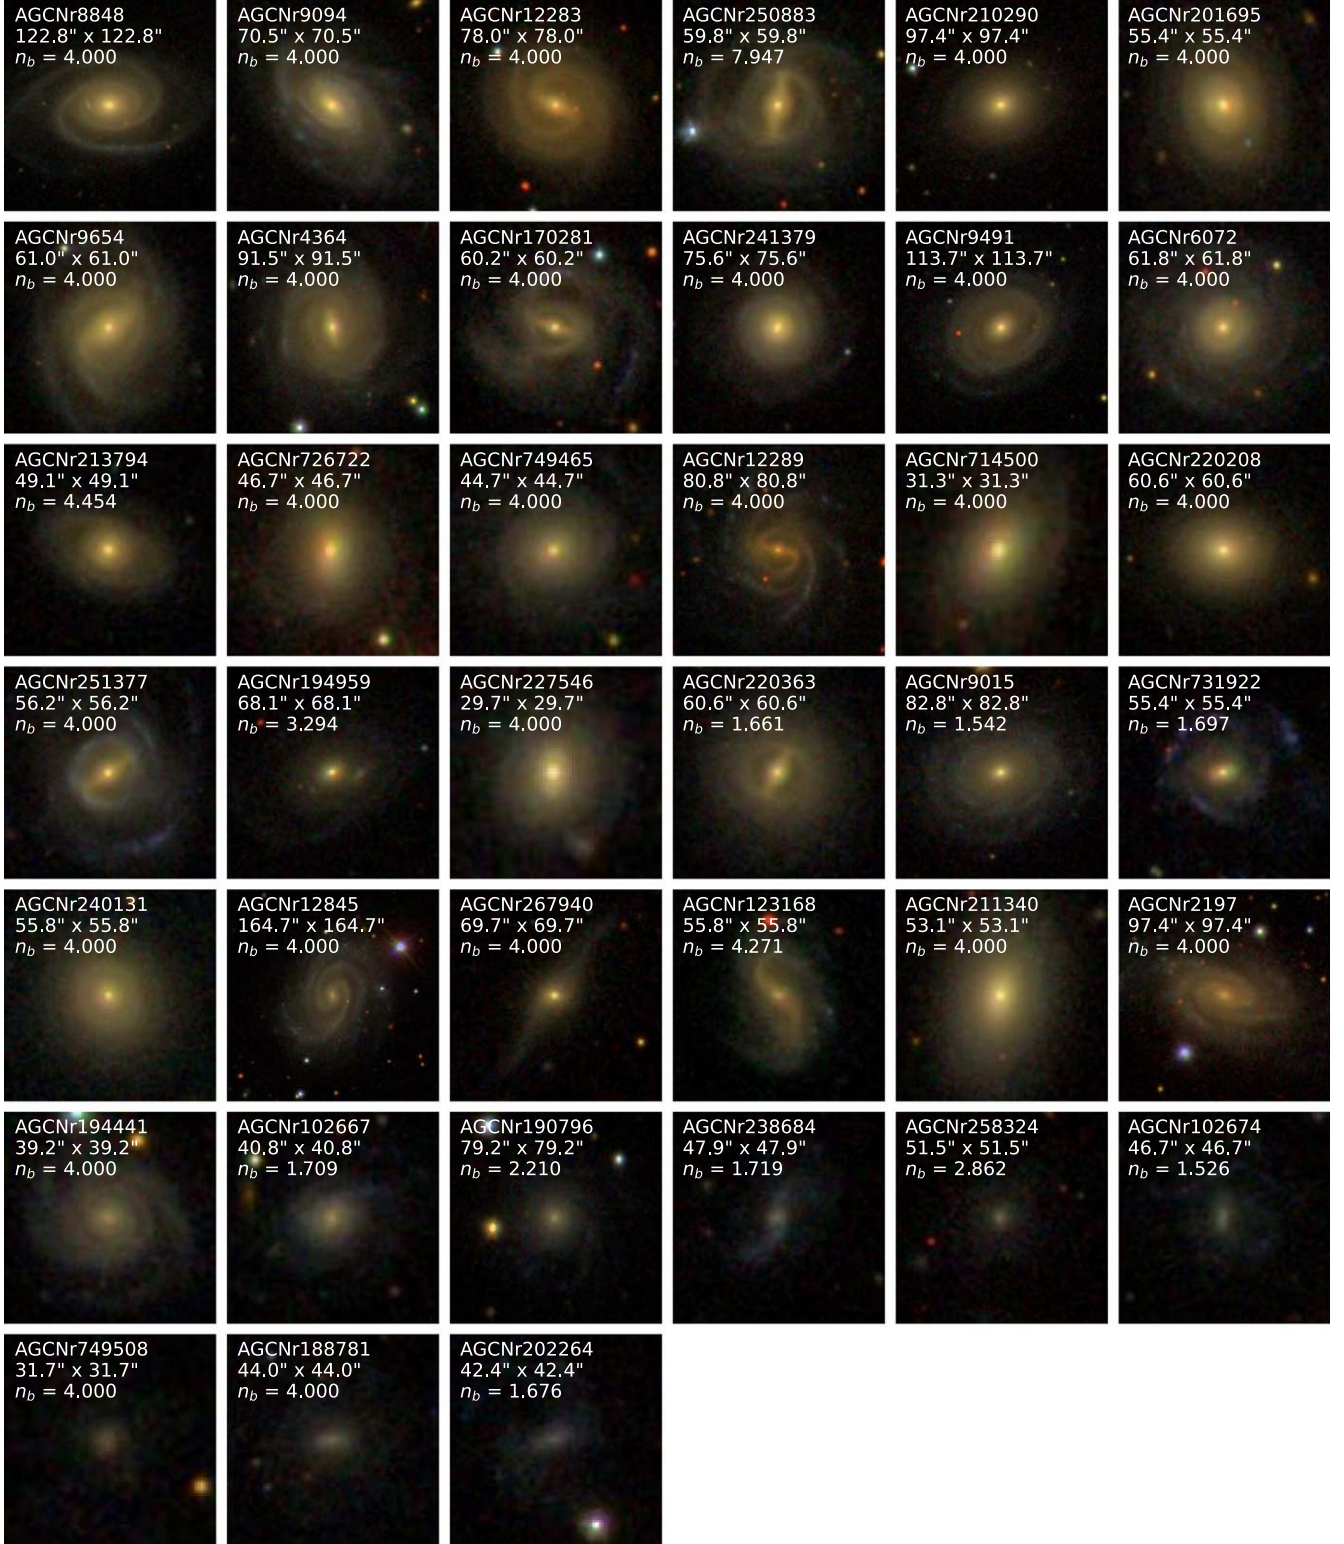 AGCNr8848
122.8" x 122.8"
n_b = 4.000
AGCNr9094
70.5" x 70.5"
n_b = 4.000
AGCNr12283
78.0" x 78.0"
n_b = 4.000
AGCNr250883
59.8" x 59.8"
n_b = 7.947
AGCNr210290
97.4" x 97.4"
n_b = 4.000
AGCNr201695
55.4" x 55.4"
n_b = 4.000
AGCNr9654
61.0" x 61.0"
n_b = 4.000
AGCNr4364
91.5" x 91.5"
n_b = 4.000
AGCNr170281
60.2" x 60.2"
n_b = 4.000
AGCNr241379
75.6" x 75.6"
n_b = 4.000
AGCNr9491
113.7" x 113.7"
n_b = 4.000
AGCNr6072
61.8" x 61.8"
n_b = 4.000
AGCNr213794
49.1" x 49.1"
n_b = 4.454
AGCNr726722
46.7" x 46.7"
n_b = 4.000
AGCNr749465
44.7" x 44.7"
n_b = 4.000
AGCNr12289
80.8" x 80.8"
n_b = 4.000
AGCNr714500
31.3" x 31.3"
n_b = 4.000
AGCNr220208
60.6" x 60.6"
n_b = 4.000
AGCNr251377
56.2" x 56.2"
n_b = 4.000
AGCNr194959
68.1" x 68.1"
n_b = 3.294
AGCNr227546
29.7" x 29.7"
n_b = 4.000
AGCNr220363
60.6" x 60.6"
n_b = 1.661
AGCNr9015
82.8" x 82.8"
n_b = 1.542
AGCNr731922
55.4" x 55.4"
n_b = 1.697
AGCNr240131
55.8" x 55.8"
n_b = 4.000
AGCNr12845
164.7" x 164.7"
n_b = 4.000
AGCNr267940
69.7" x 69.7"
n_b = 4.000
AGCNr123168
55.8" x 55.8"
n_b = 4.271
AGCNr211340
53.1" x 53.1"
n_b = 4.000
AGCNr2197
97.4" x 97.4"
n_b = 4.000
AGCNr194441
39.2" x 39.2"
n_b = 4.000
AGCNr102667
40.8" x 40.8"
n_b = 1.709
AGCNr190796
79.2" x 79.2"
n_b = 2.210
AGCNr238684
47.9" x 47.9"
n_b = 1.719
AGCNr258324
51.5" x 51.5"
n_b = 2.862
AGCNr102674
46.7" x 46.7"
n_b = 1.526
AGCNr749508
31.7" x 31.7"
n_b = 4.000
AGCNr188781
44.0" x 44.0"
n_b = 4.000
AGCNr202264
42.4" x 42.4"
n_b = 1.676